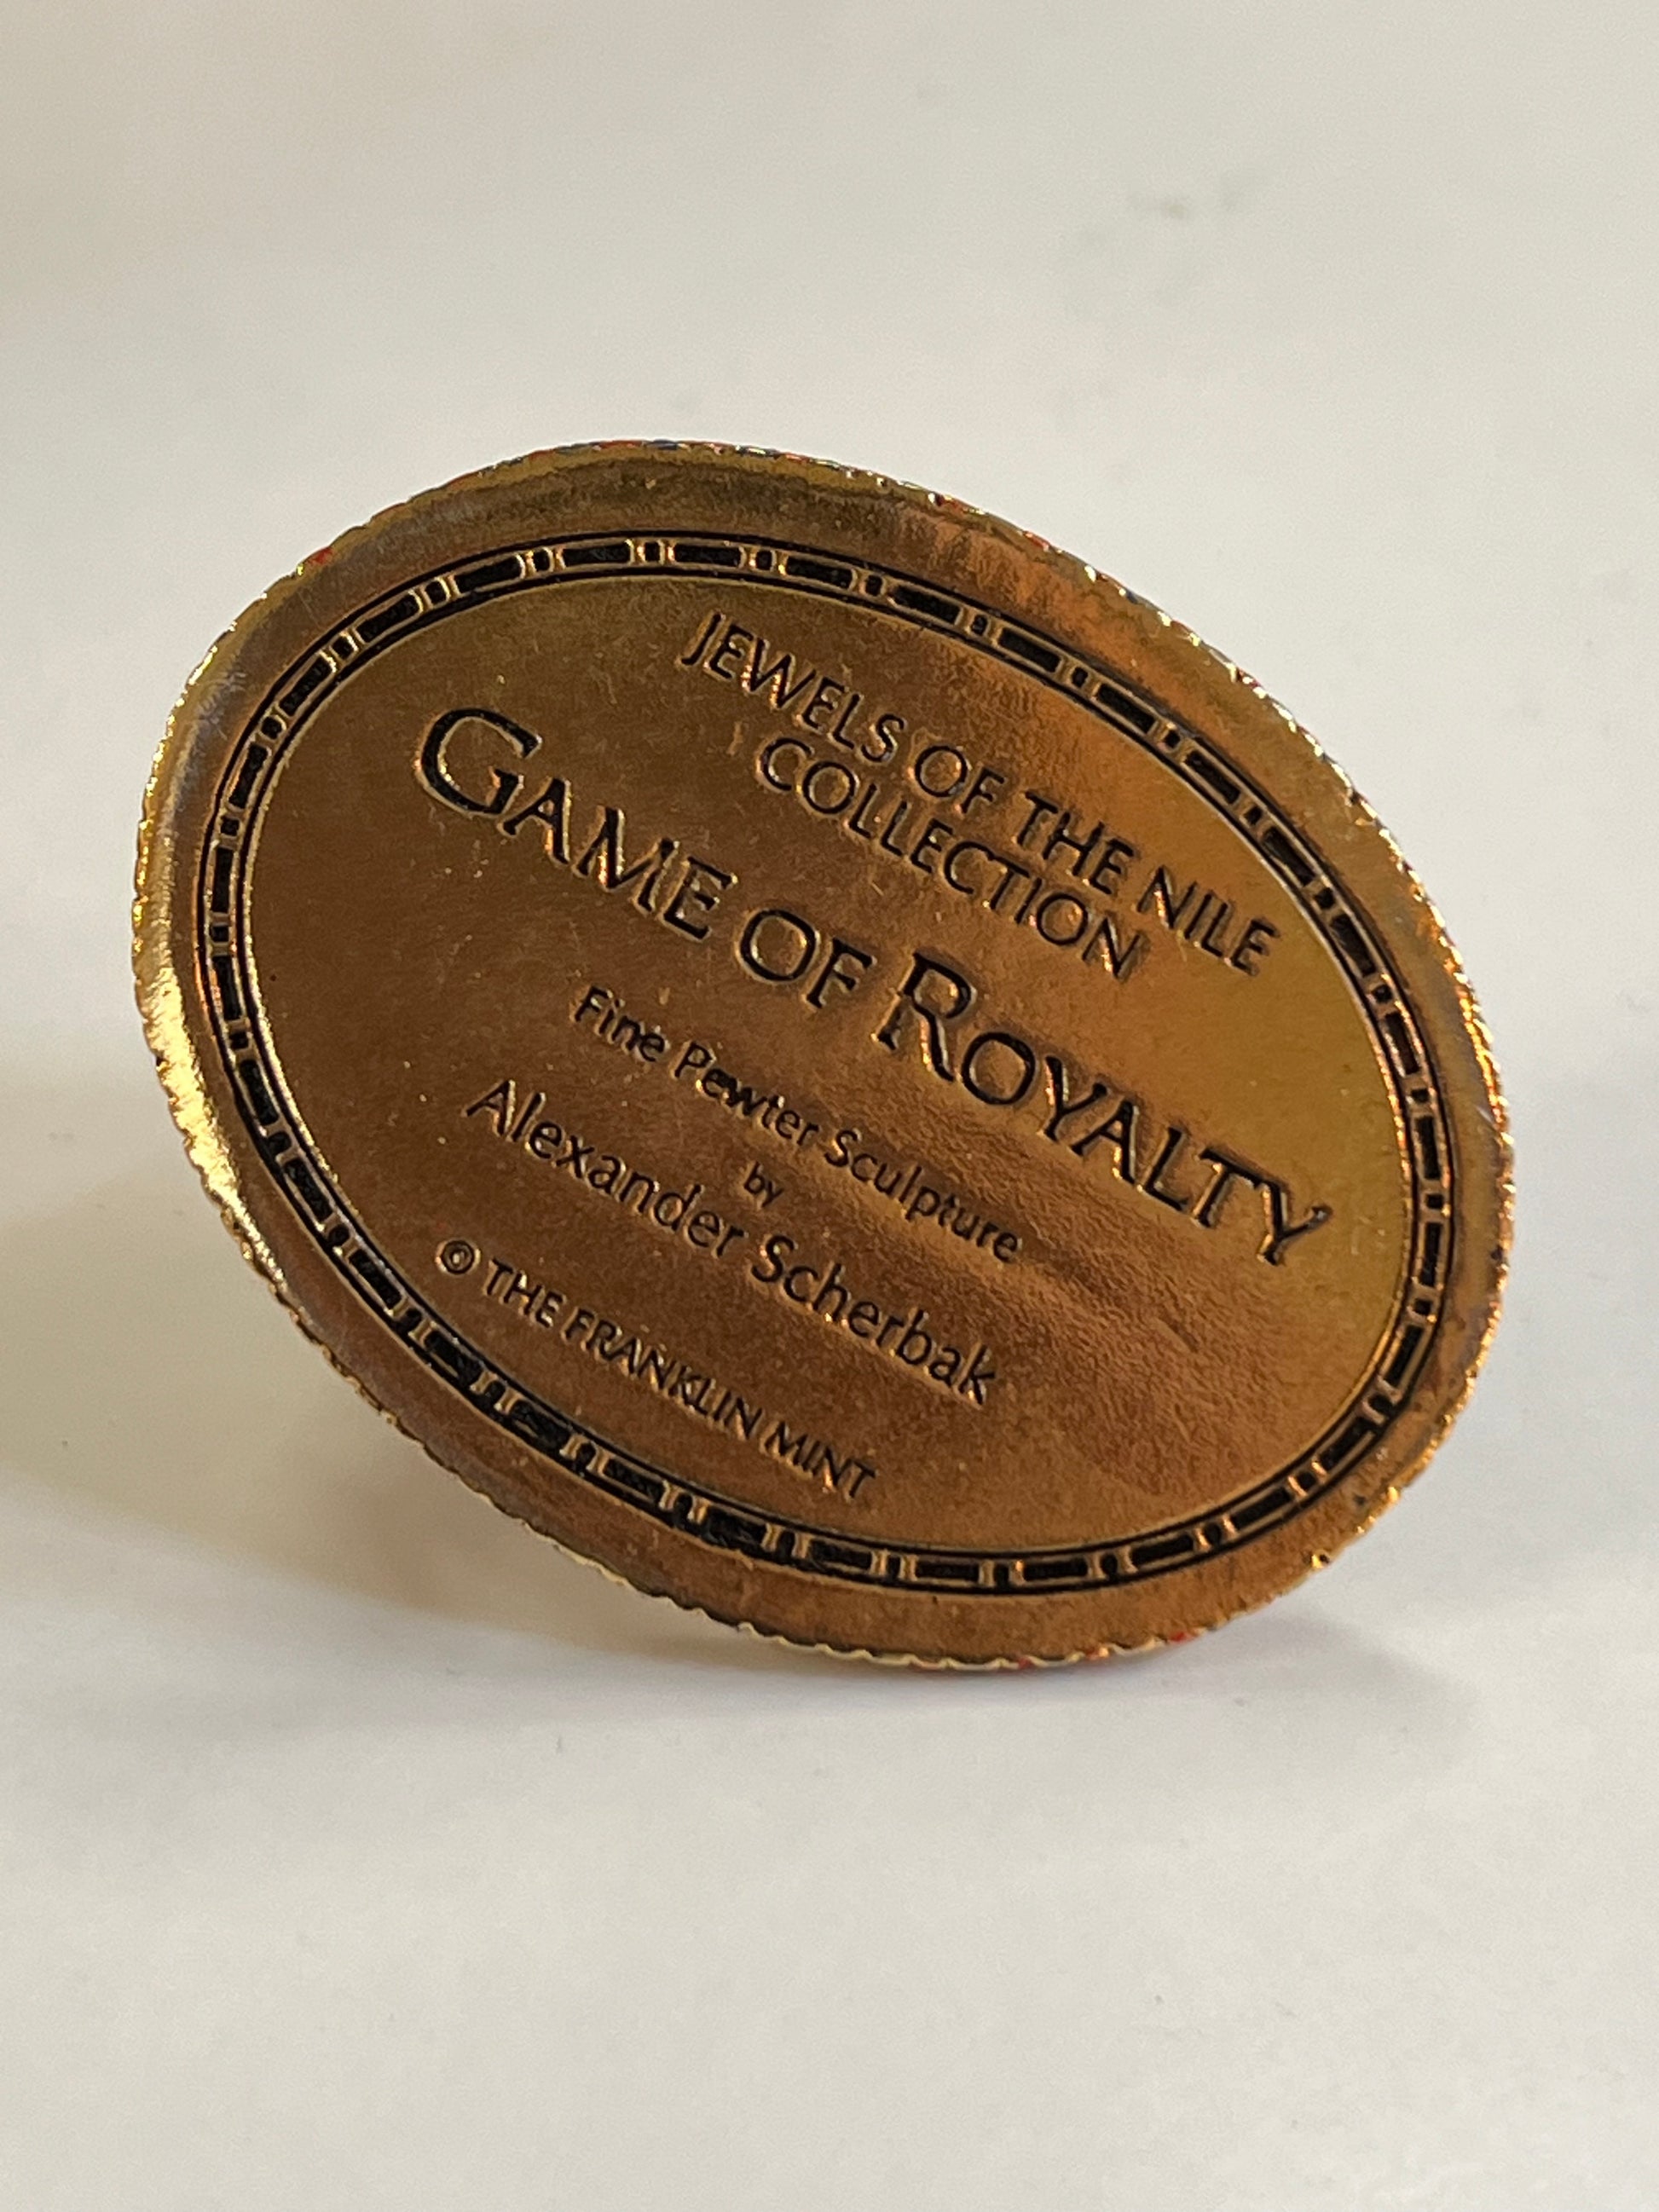 JEWELS OF THE NILE
COLLECTION
GAME OF ROYALTY
Fine Pewter Sculpture
by
Alexander Scherbak
© THE FRANKLIN MINT